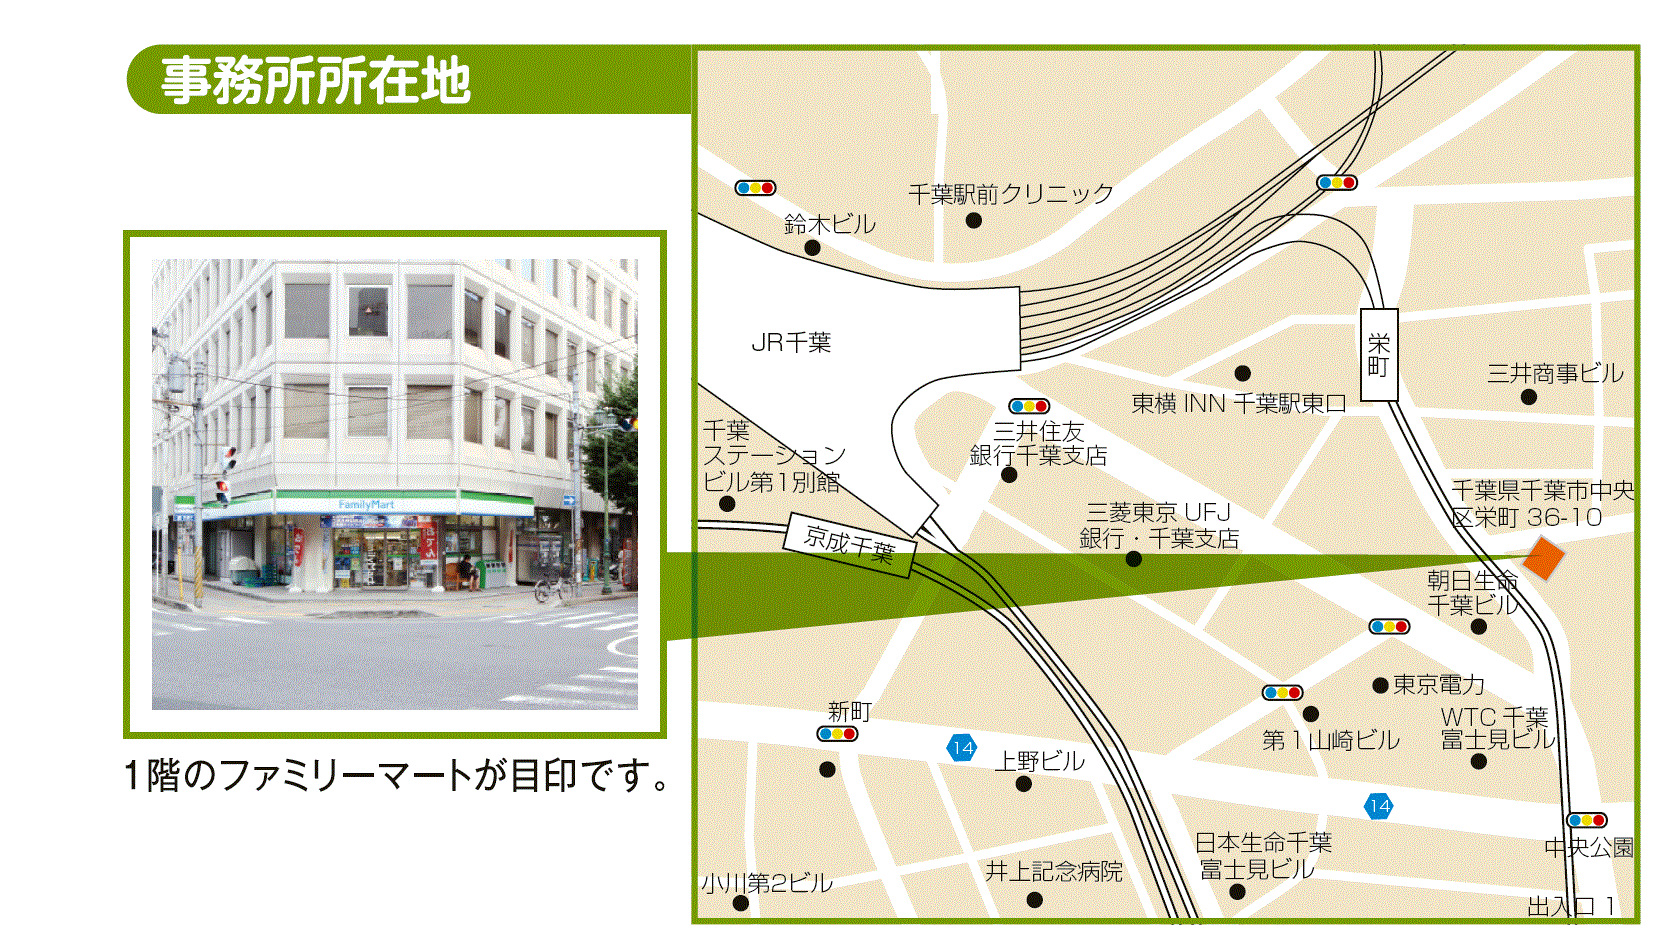 事務所所在地
FamilyMart
おでん
1階のファミリーマートが目印です。
千葉駅前クリニック
鈴木ビル
JR千葉
栄町
三井商事ビル
東横 INN 千葉駅東口
千葉
ステーション
ビル第1別館
三井住友
銀行千葉支店
千葉県千葉市中央
区栄町 36-10
三菱東京 UFJ
銀行・千葉支店
京成千葉
朝日生命
千葉ビル
東京電力
WTC 千葉
富士見ビル
第1山崎ビル
新町
14
上野ビル
14
中央公園
日本生命千葉
富士見ビル
井上記念病院
小川第2ビル
出入口 1